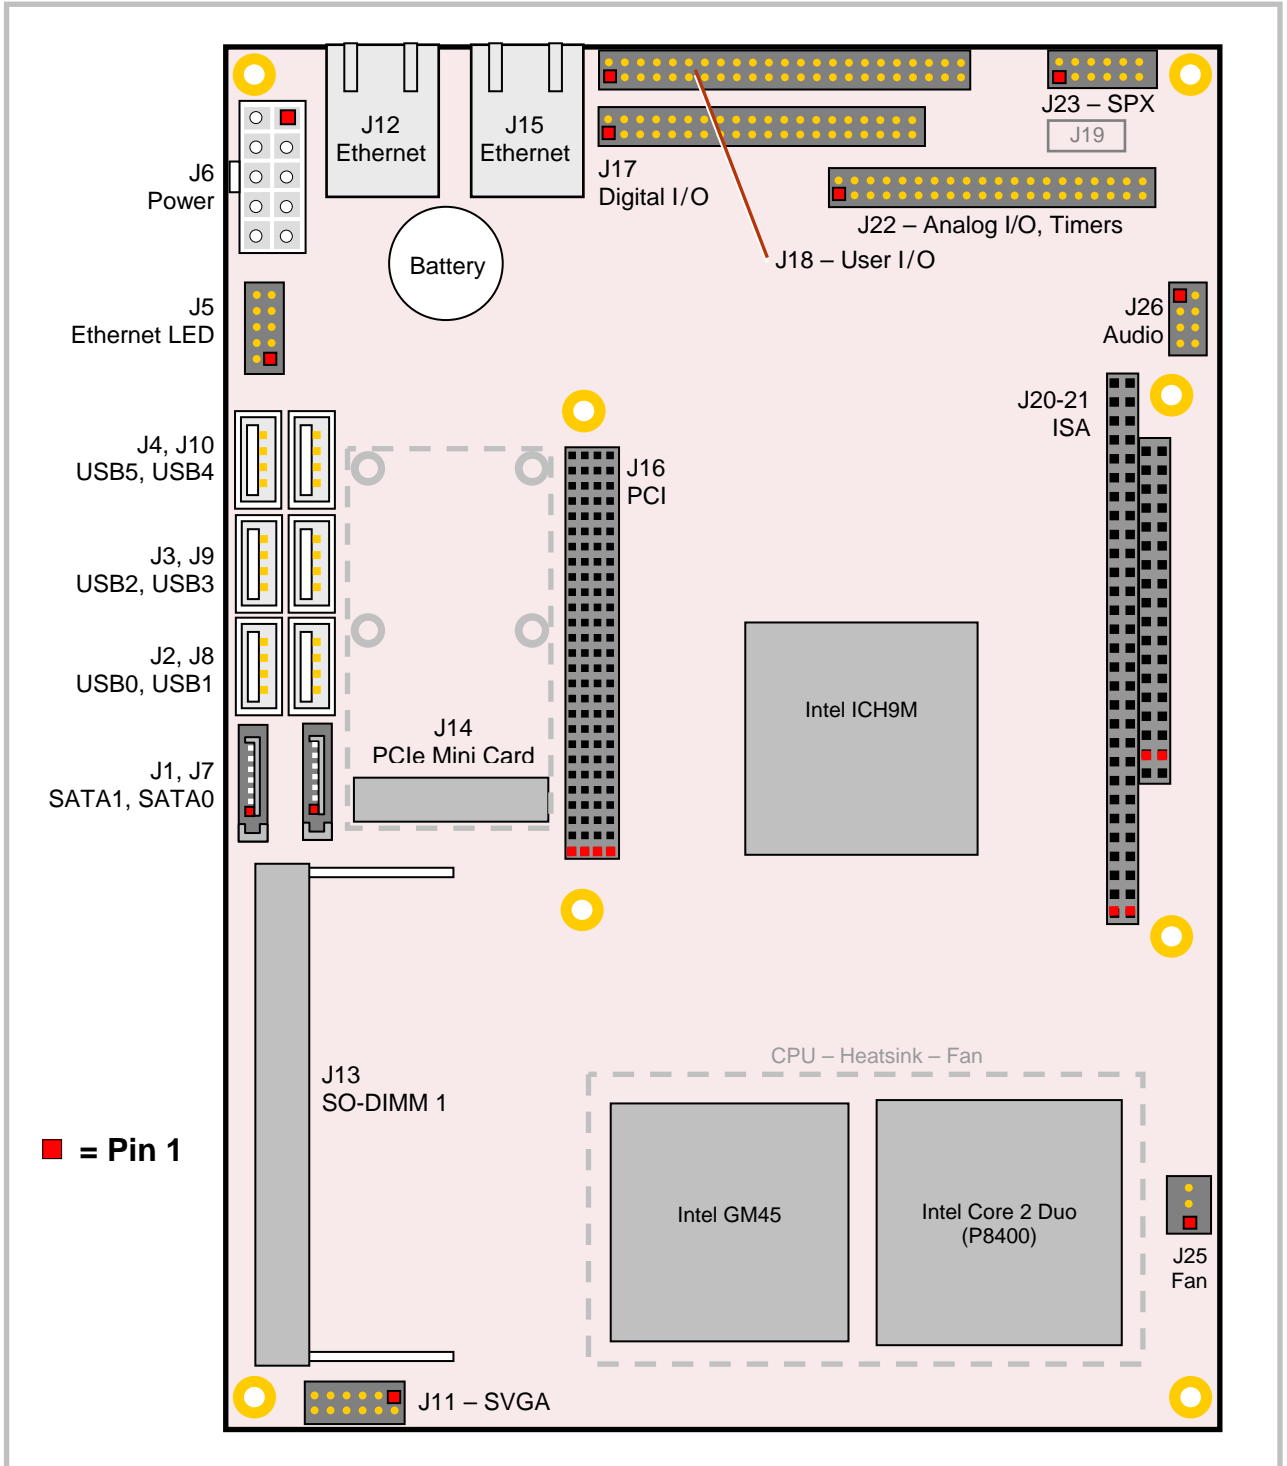 J12
Ethernet
J15
Ethernet
J23 – SPX
J19
J17
Digital I/O
J6
Power
J22 – Analog I/O, Timers
J18 – User I/O
Battery
J5
Ethernet LED
J26
Audio
J20-21
ISA
J4, J10
USB5, USB4
J16
PCI
J3, J9
USB2, USB3
J2, J8
USB0, USB1
Intel ICH9M
J14
PCIe Mini Card
J1, J7
SATA1, SATA0
CPU – Heatsink – Fan
J13
SO-DIMM 1
= Pin 1
Intel GM45
Intel Core 2 Duo
(P8400)
J25
Fan
J11 – SVGA